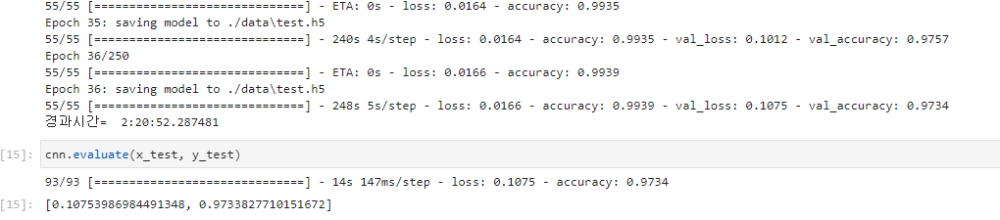 55/55 [==============================] - ETA: 0s - loss: 0.0164 - accuracy: 0.9935
Epoch 35: saving model to ./data\test.h5
55/55 [==============================] - 240s 4s/step - loss: 0.0164 - accuracy: 0.9935 - val_loss: 0.1012 - val_accuracy: 0.9757
Epoch 36/250
55/55 [==============================] - ETA: 0s - loss: 0.0166 - accuracy: 0.9939
Epoch 36: saving model to ./data\test.h5
55/55 [==============================] - 248s 5s/step - loss: 0.0166 - accuracy: 0.9939 - val_loss: 0.1075 - val_accuracy: 0.9734
경과시간=  2:20:52.287481
[15]: cnn.evaluate(x_test, y_test)
93/93 [==============================] - 14s 147ms/step - loss: 0.1075 - accuracy: 0.9734
[15]: [0.10753986984491348, 0.9733827710151672]